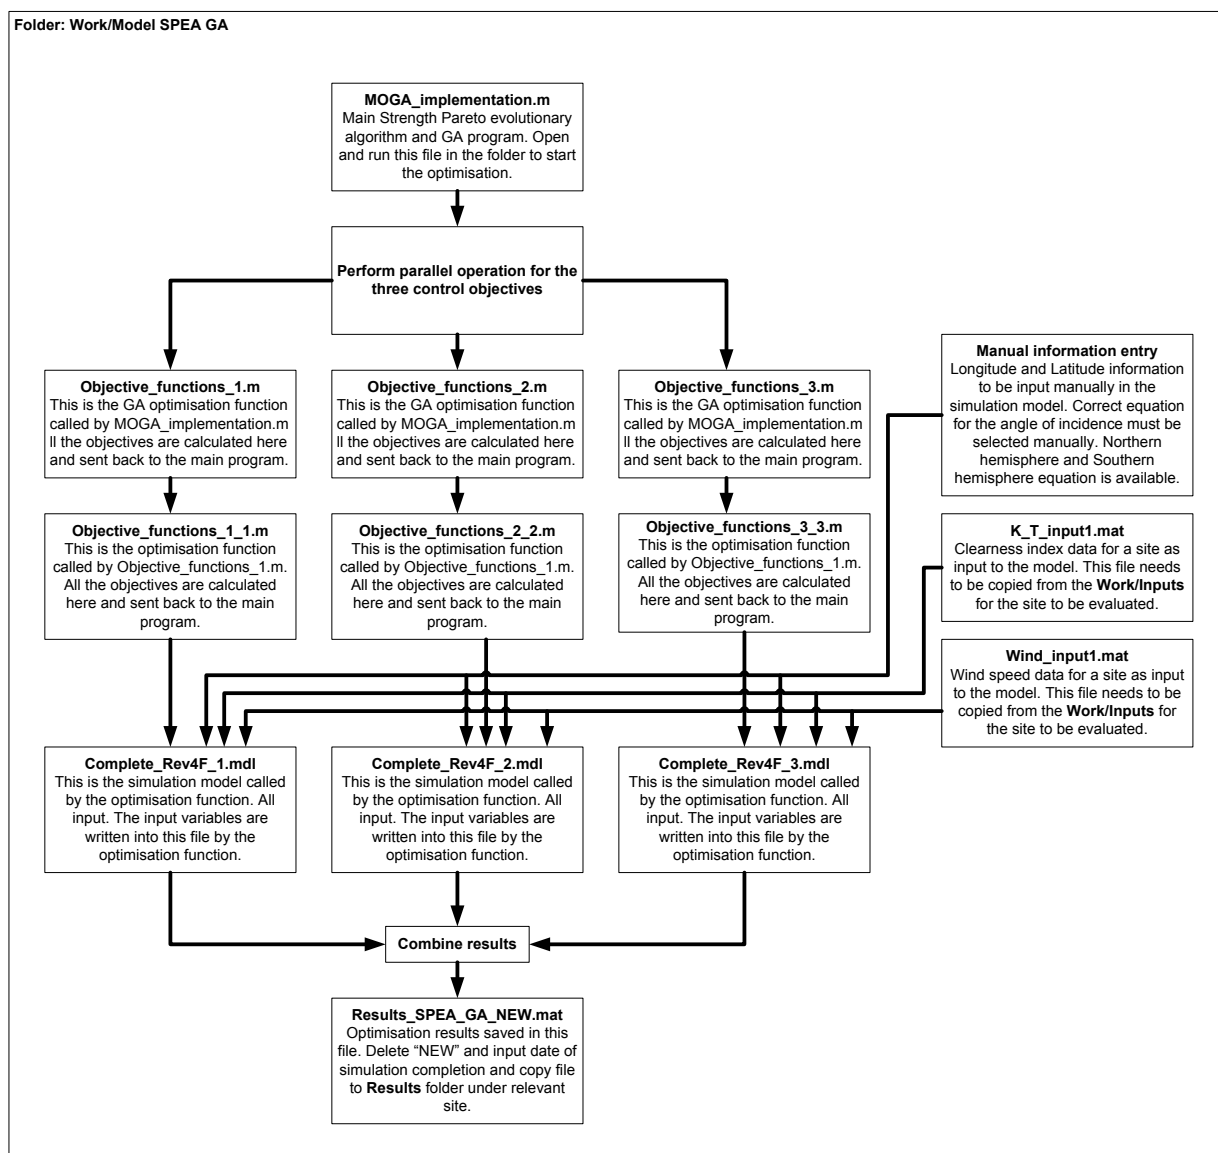 Folder: Work/Model SPEA GA
MOGA_implementation.m
Main Strength Pareto evolutionary
algorithm and GA program. Open
and run this file in the folder to start
the optimisation.
Perform parallel operation for the
three control objectives
Objective_functions_1.m
This is the GA optimisation function
called by MOGA_implementation.m
ll the objectives are calculated here
and sent back to the main program.
Objective_functions_2.m
This is the GA optimisation function
called by MOGA_implementation.m
ll the objectives are calculated here
and sent back to the main program.
Objective_functions_3.m
This is the GA optimisation function
called by MOGA_implementation.m
ll the objectives are calculated here
and sent back to the main program.
Manual information entry
Longitude and Latitude information
to be input manually in the
simulation model. Correct equation
for the angle of incidence must be
selected manually. Northern
hemisphere and Southern
hemisphere equation is available.
Objective_functions_1_1.m
This is the optimisation function
called by Objective_functions_1.m.
All the objectives are calculated
here and sent back to the main
program.
Objective_functions_2_2.m
This is the optimisation function
called by Objective_functions_2.m.
All the objectives are calculated
here and sent back to the main
program.
Objective_functions_3_3.m
This is the optimisation function
called by Objective_functions_3.m.
All the objectives are calculated
here and sent back to the main
program.
K_T_input1.mat
Clearness index data for a site as
input to the model. This file needs
to be copied from the Work/Inputs
for the site to be evaluated.
Wind_input1.mat
Wind speed data for a site as input
to the model. This file needs to be
copied from the Work/Inputs for
the site to be evaluated.
Complete_Rev4F_1.mdl
This is the simulation model called
by the optimisation function. All
input. The input variables are
written into this file by the
optimisation function.
Complete_Rev4F_2.mdl
This is the simulation model called
by the optimisation function. All
input. The input variables are
written into this file by the
optimisation function.
Complete_Rev4F_3.mdl
This is the simulation model called
by the optimisation function. All
input. The input variables are
written into this file by the
optimisation function.
Combine results
Results_SPEA_GA_NEW.mat
Optimisation results saved in this
file. Delete “NEW” and input date of
simulation completion and copy file
to Results folder under relevant
site.